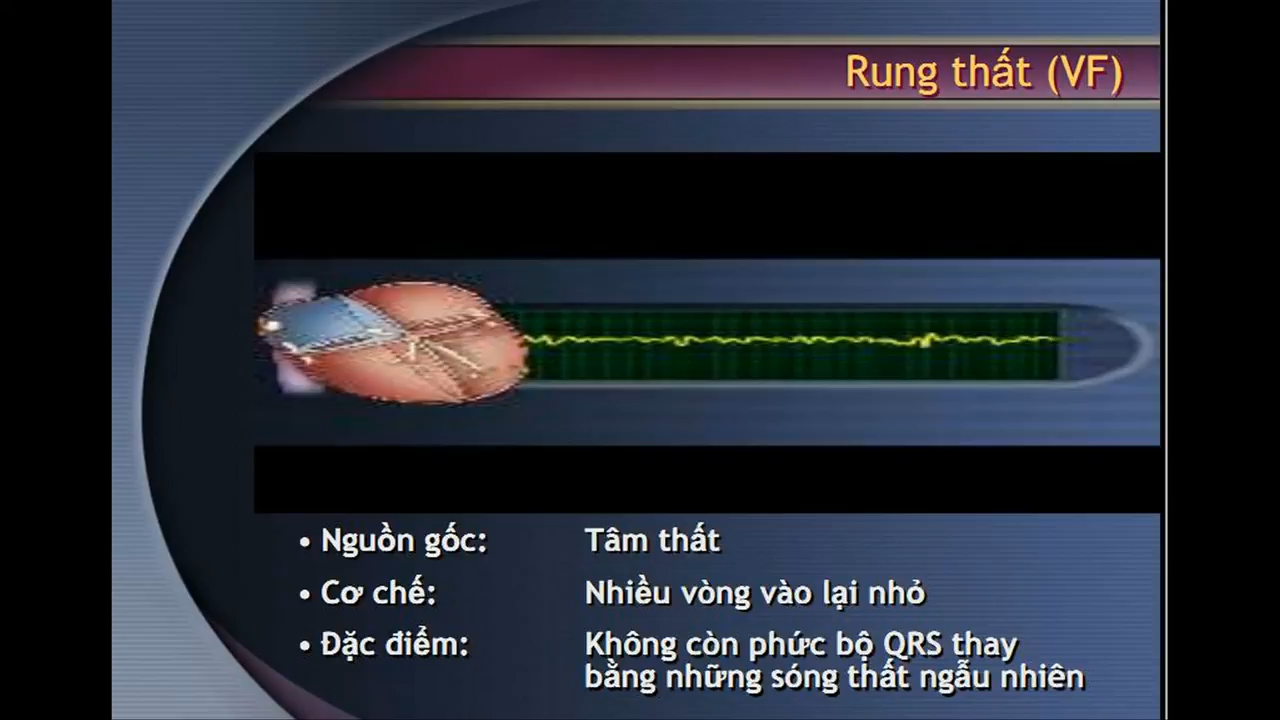 Rung thất (VF)
• Nguồn gốc: Tâm thất
• Cơ chế: Nhiều vòng vào lại nhỏ
• Đặc điểm: Không còn phức bộ QRS thay
bằng những sóng thất ngẫu nhiên